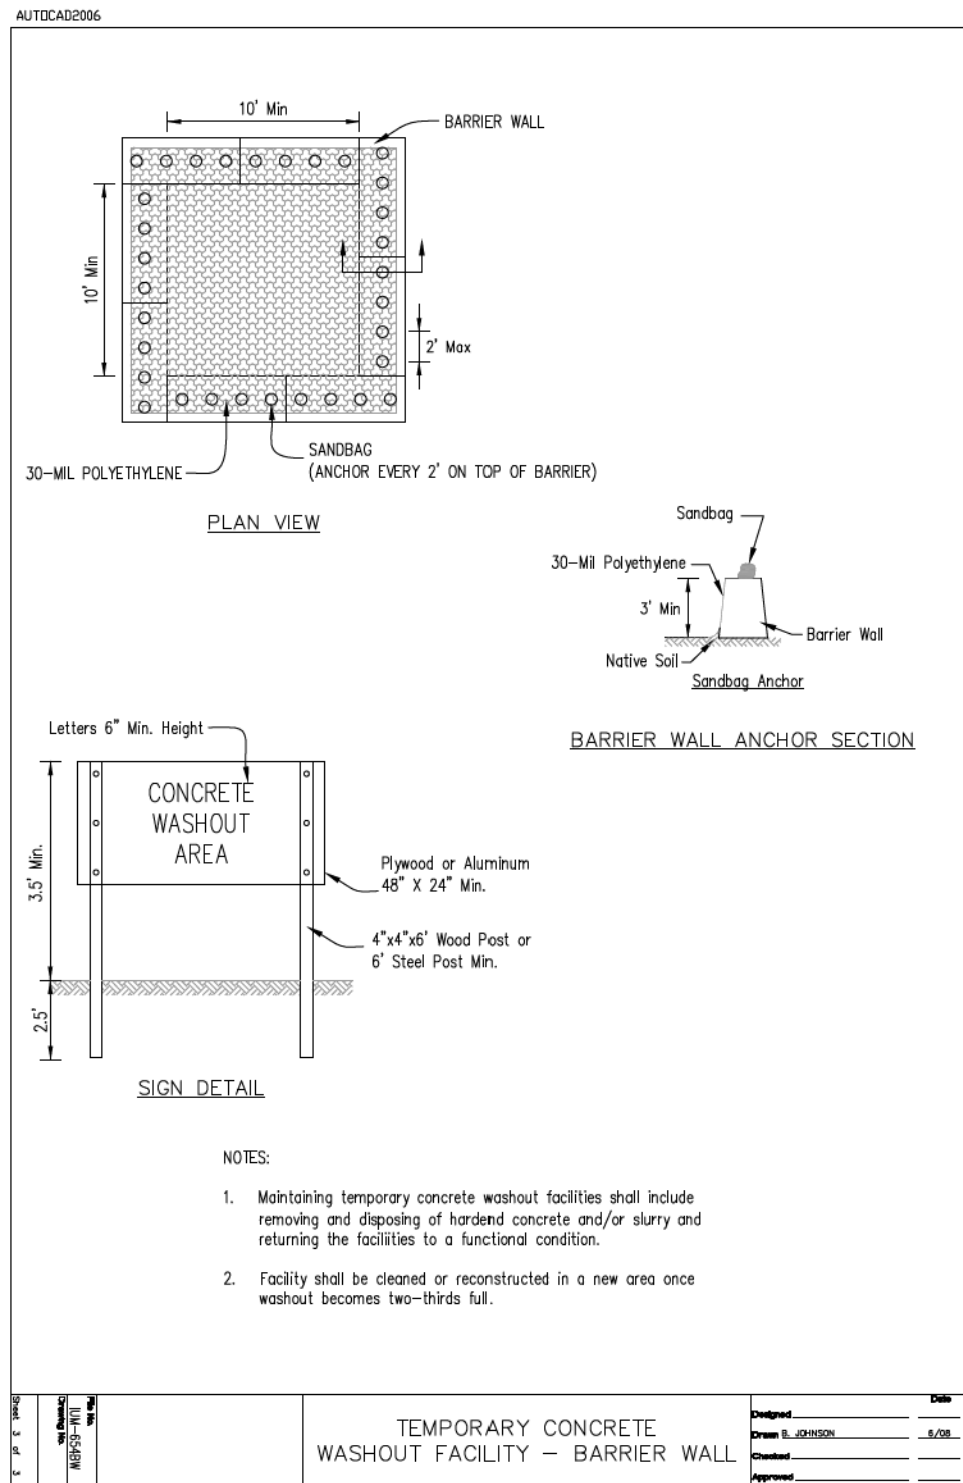 AUTOCAD2006
10' Min
BARRIER WALL
10' Min
2' Max
SANDBAG
(ANCHOR EVERY 2' ON TOP OF BARRIER)
30-MIL POLYETHYLENE
PLAN VIEW
Sandbag
30-Mil Polyethylene
3' Min
Barrier Wall
Native Soil
Sandbag Anchor
BARRIER WALL ANCHOR SECTION
Letters 6" Min. Height
CONCRETE
WASHOUT
AREA
3.5' Min.
Plywood or Aluminum
48" X 24" Min.
4"x4"x6' Wood Post or
6' Steel Post Min.
2.5'
SIGN DETAIL
NOTES:
1. Maintaining temporary concrete washout facilities shall include
removing and disposing of hardend concrete and/or slurry and
returning the faciliities to a functional condition.
2. Facility shall be cleaned or reconstructed in a new area once
washout becomes two-thirds full.
Sheet 3 of 3
Drawing No.
IUM-654BW
File No.
TEMPORARY CONCRETE
WASHOUT FACILITY - BARRIER WALL
Date
Designed
Drawn B. JOHNSON 6/08
Checked
Approved